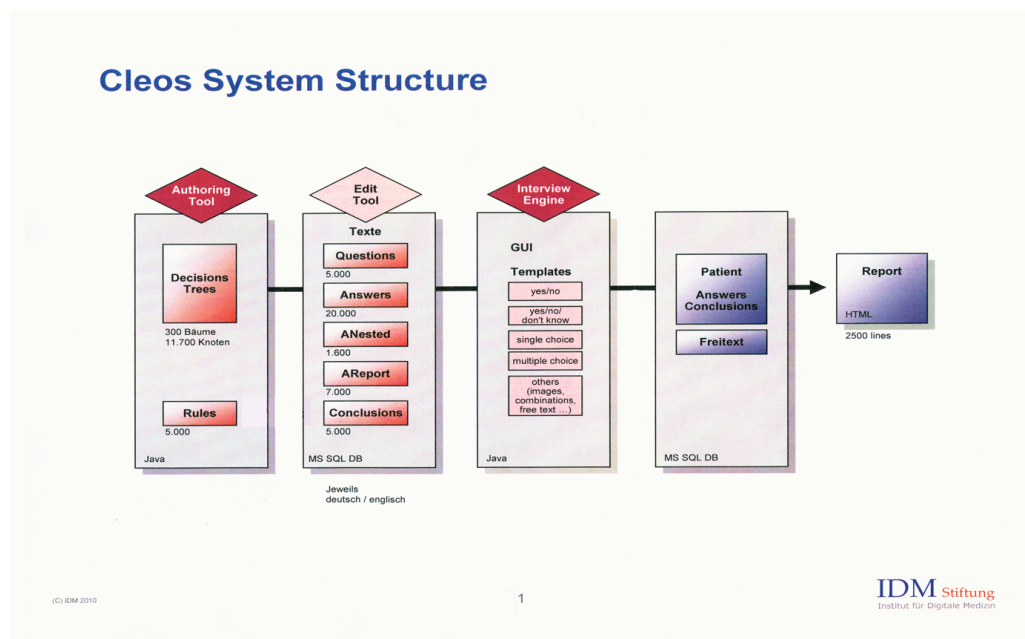 Cleos System Structure
Authoring
Tool
Decisions
Trees
300 Bäume
11.700 Knoten
Rules
5.000
Java
Edit
Tool
Texte
Questions
5.000
Answers
20.000
ANested
1.600
AReport
7.000
Conclusions
5.000
MS SQL DB
Jeweils
deutsch / englisch
Interview
Engine
GUI
Templates
yes/no
yes/no/
don't know
single choice
multiple choice
others
(images,
combinations,
free text ...)
Java
Patient
Answers
Conclusions
Freitext
MS SQL DB
Report
HTML
2500 lines
(C) IDM 2010
1
IDM Stiftung
Institut für Digitale Medizin